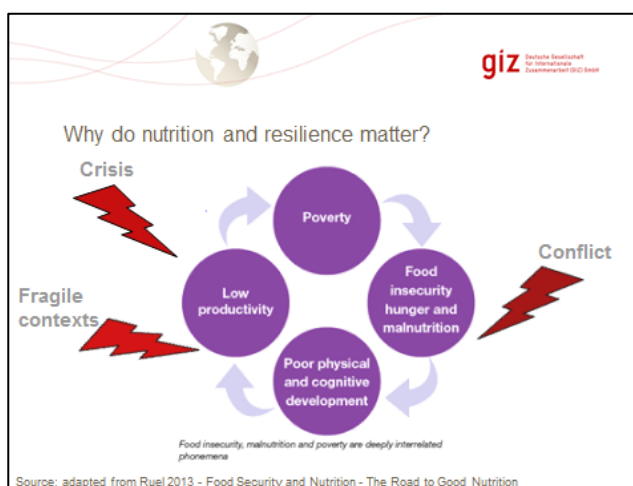 giz Deutsche Gesellschaft
für Internationale
Zusammenarbeit (GIZ) GmbH
Why do nutrition and resilience matter?
Crisis
Poverty
Conflict
Fragile
contexts
Low
productivity
Food
insecurity
hunger and
malnutrition
Poor physical
and cognitive
development
Food insecurity, malnutrition and poverty are deeply interrelated
phenomena
Source: adapted from Ruel 2013 - Food Security and Nutrition - The Road to Good Nutrition